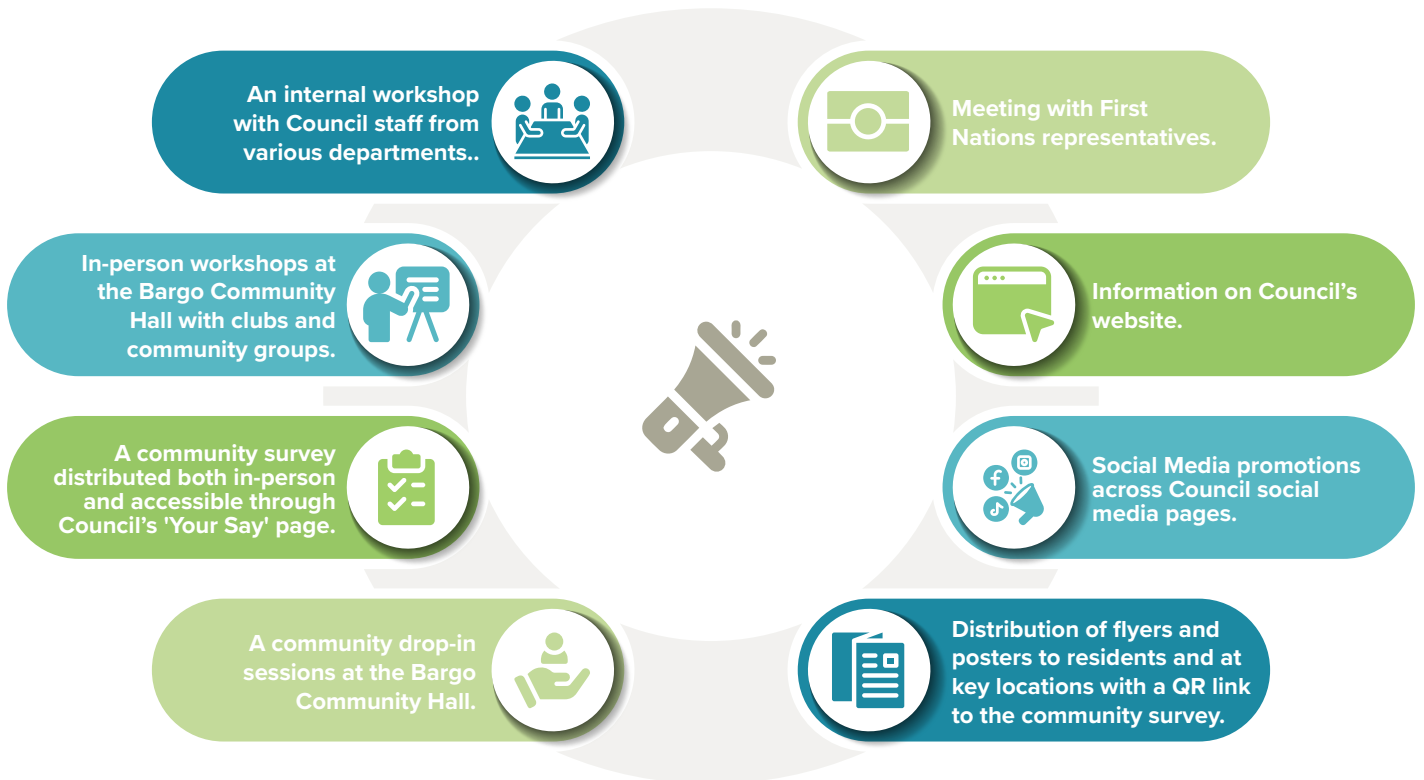 An internal workshop
with Council staff from
various departments..
In-person workshops at
the Bargo Community
Hall with clubs and
community groups.
A community survey
distributed both in-person
and accessible through
Council's 'Your Say' page.
A community drop-in
sessions at the Bargo
Community Hall.
Meeting with First
Nations representatives.
Information on Council's
website.
Social Media promotions
across Council social
media pages.
Distribution of flyers and
posters to residents and at
key locations with a QR link
to the community survey.